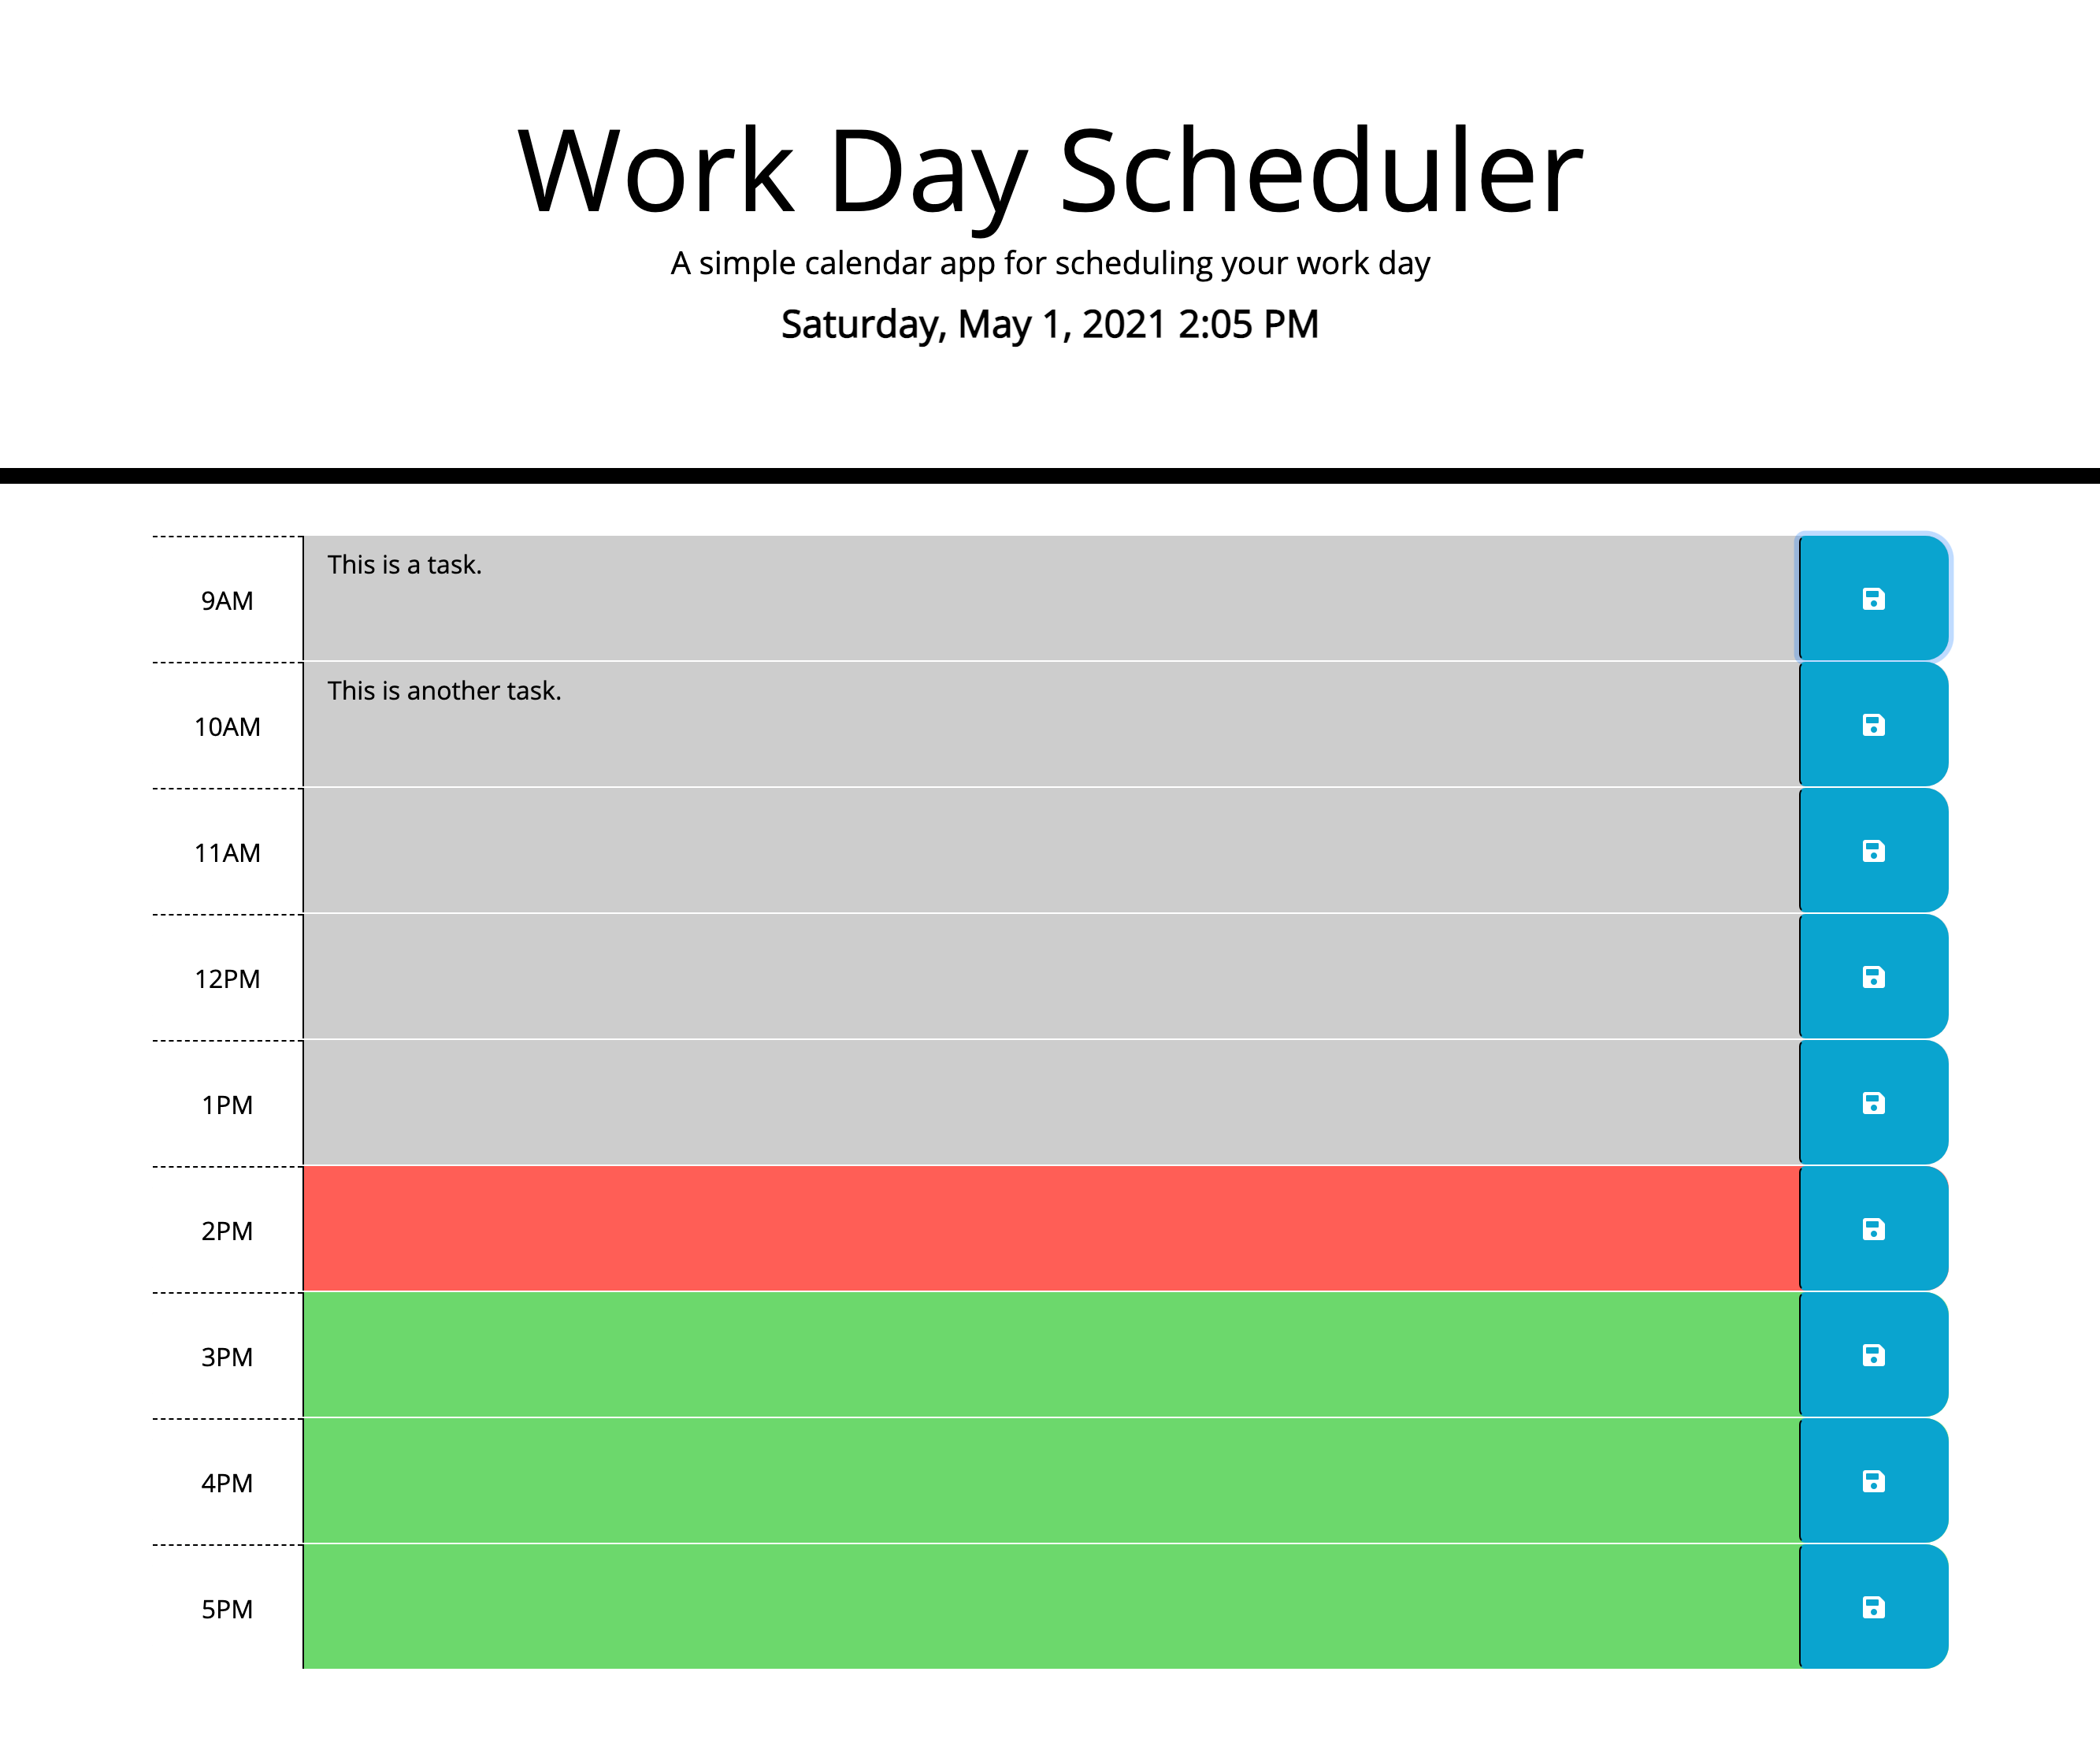 Work Day Scheduler
A simple calendar app for scheduling your work day
Saturday, May 1, 2021 2:05 PM
9AM This is a task.
10AM This is another task.
11AM
12PM
1PM
2PM
3PM
4PM
5PM